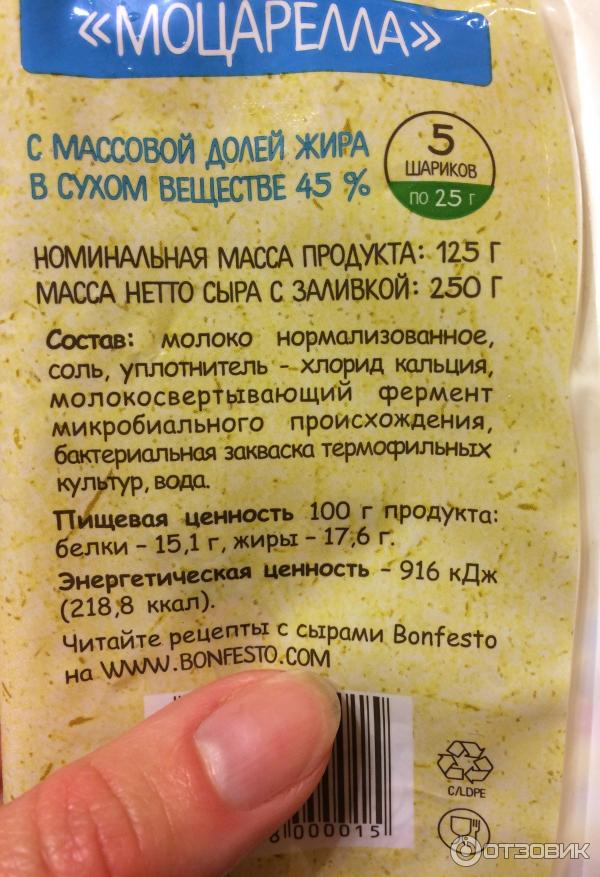 «МОЦАРЕЛЛА»
С МАССОВОЙ ДОЛЕЙ ЖИРА
В СУХОМ ВЕЩЕСТВЕ 45 %
5
ШАРИКОВ
ПО 25 Г
НОМИНАЛЬНАЯ МАССА ПРОДУКТА: 125 Г
МАССА НЕТТО СЫРА С ЗАЛИВКОЙ: 250 Г
Состав: молоко нормализованное,
соль, уплотнитель – хлорид кальция,
молокосвертывающий фермент
микробиального происхождения,
бактериальная закваска термофильных
культур, вода.
Пищевая ценность 100 г продукта:
белки – 15,1 г, жиры – 17,6 г.
Энергетическая ценность – 916 кДж
(218,8 ккал).
Читайте рецепты с сырами Bonfesto
на WWW.BONFESTO.COM
C/LDPE
8000015
ОТЗОВИК